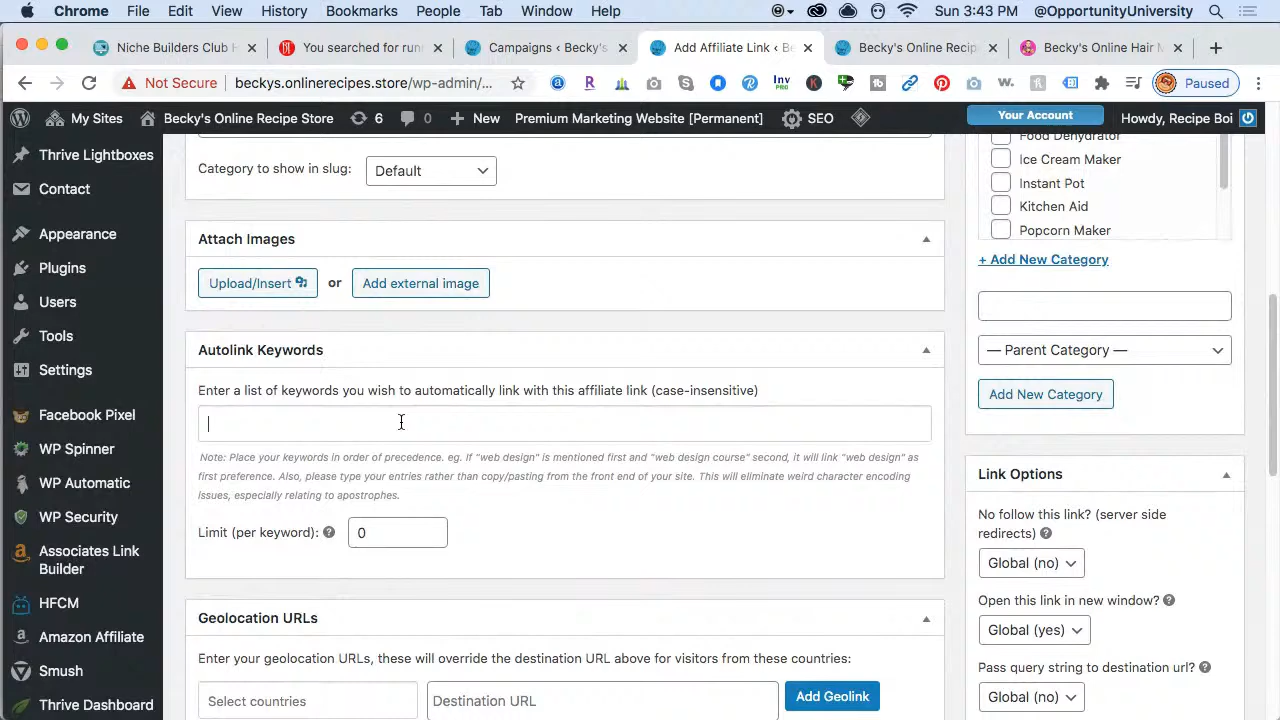 Chrome File Edit View History Bookmarks People Tab Window Help Sun 3:43 PM @OpportunityUniversity
Niche Builders Club H
You searched for runn
Campaigns - Becky's
Add Affiliate Link ‹ Be
Becky's Online Recip
Becky's Online Hair M
Not Secure beckys.onlinerecipes.store/wp-admin/... Paused
My Sites Becky's Online Recipe Store 6 0 New Premium Marketing Website [Permanent] SEO Your Account Howdy, Recipe Boi
Thrive Lightboxes
Contact
Appearance
Plugins
Users
Tools
Settings
Facebook Pixel
WP Spinner
WP Automatic
WP Security
Associates Link
Builder
HFCM
Amazon Affiliate
Smush
Thrive Dashboard
Category to show in slug: Default
Attach Images
Upload/Insert or Add external image
Autolink Keywords
Enter a list of keywords you wish to automatically link with this affiliate link (case-insensitive)
Note: Place your keywords in order of precedence. eg. If "web design" is mentioned first and "web design course" second, it will link "web design" as
first preference. Also, please type your entries rather than copy/pasting from the front end of your site. This will eliminate weird character encoding
issues, especially relating to apostrophes.
Limit (per keyword): 0
Geolocation URLs
Enter your geolocation URLs, these will override the destination URL above for visitors from these countries:
Select countries Destination URL Add Geolink
Food Dehydrator
Ice Cream Maker
Instant Pot
Kitchen Aid
Popcorn Maker
+ Add New Category
— Parent Category —
Add New Category
Link Options
No follow this link? (server side
redirects)
Global (no)
Open this link in new window?
Global (yes)
Pass query string to destination url?
Global (no)